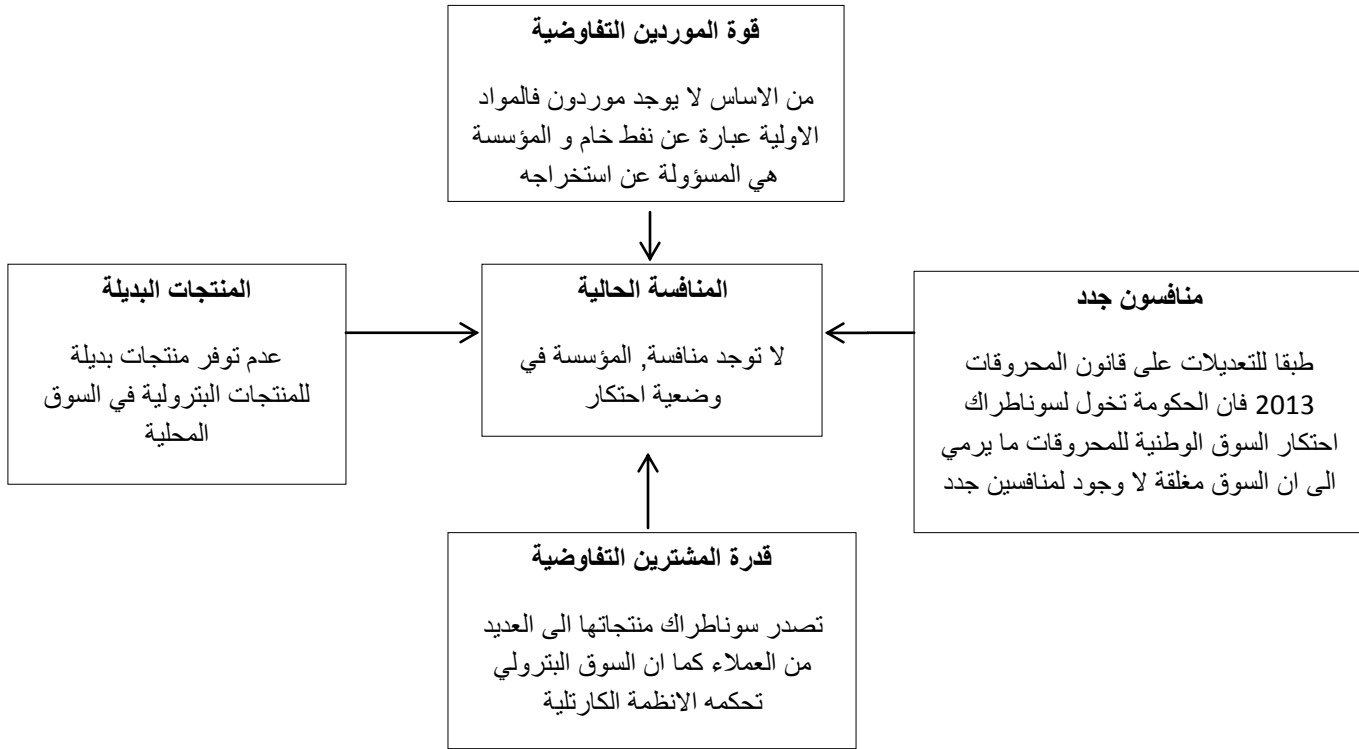 قوة الموردين التفاوضية
من الاساس لا يوجد موردون فالمواد
الاولية عبارة عن نفط خام و المؤسسة
هي المسؤولة عن استخراجه
منافسون جدد
طبقا للتعديلات على قانون المحروقات
2013 فان الحكومة تخول لسوناطراك
احتكار السوق الوطنية للمحروقات ما يرمي
الى ان السوق مغلقة لا وجود لمنافسين جدد
المنافسة الحالية
لا توجد منافسة, المؤسسة في
وضعية احتكار
المنتجات البديلة
عدم توفر منتجات بديلة
للمنتجات البترولية في السوق
المحلية
قدرة المشترين التفاوضية
تصدر سوناطراك منتجاتها الى العديد
من العملاء كما ان السوق البترولي
تحكمه الانظمة الكارتلية